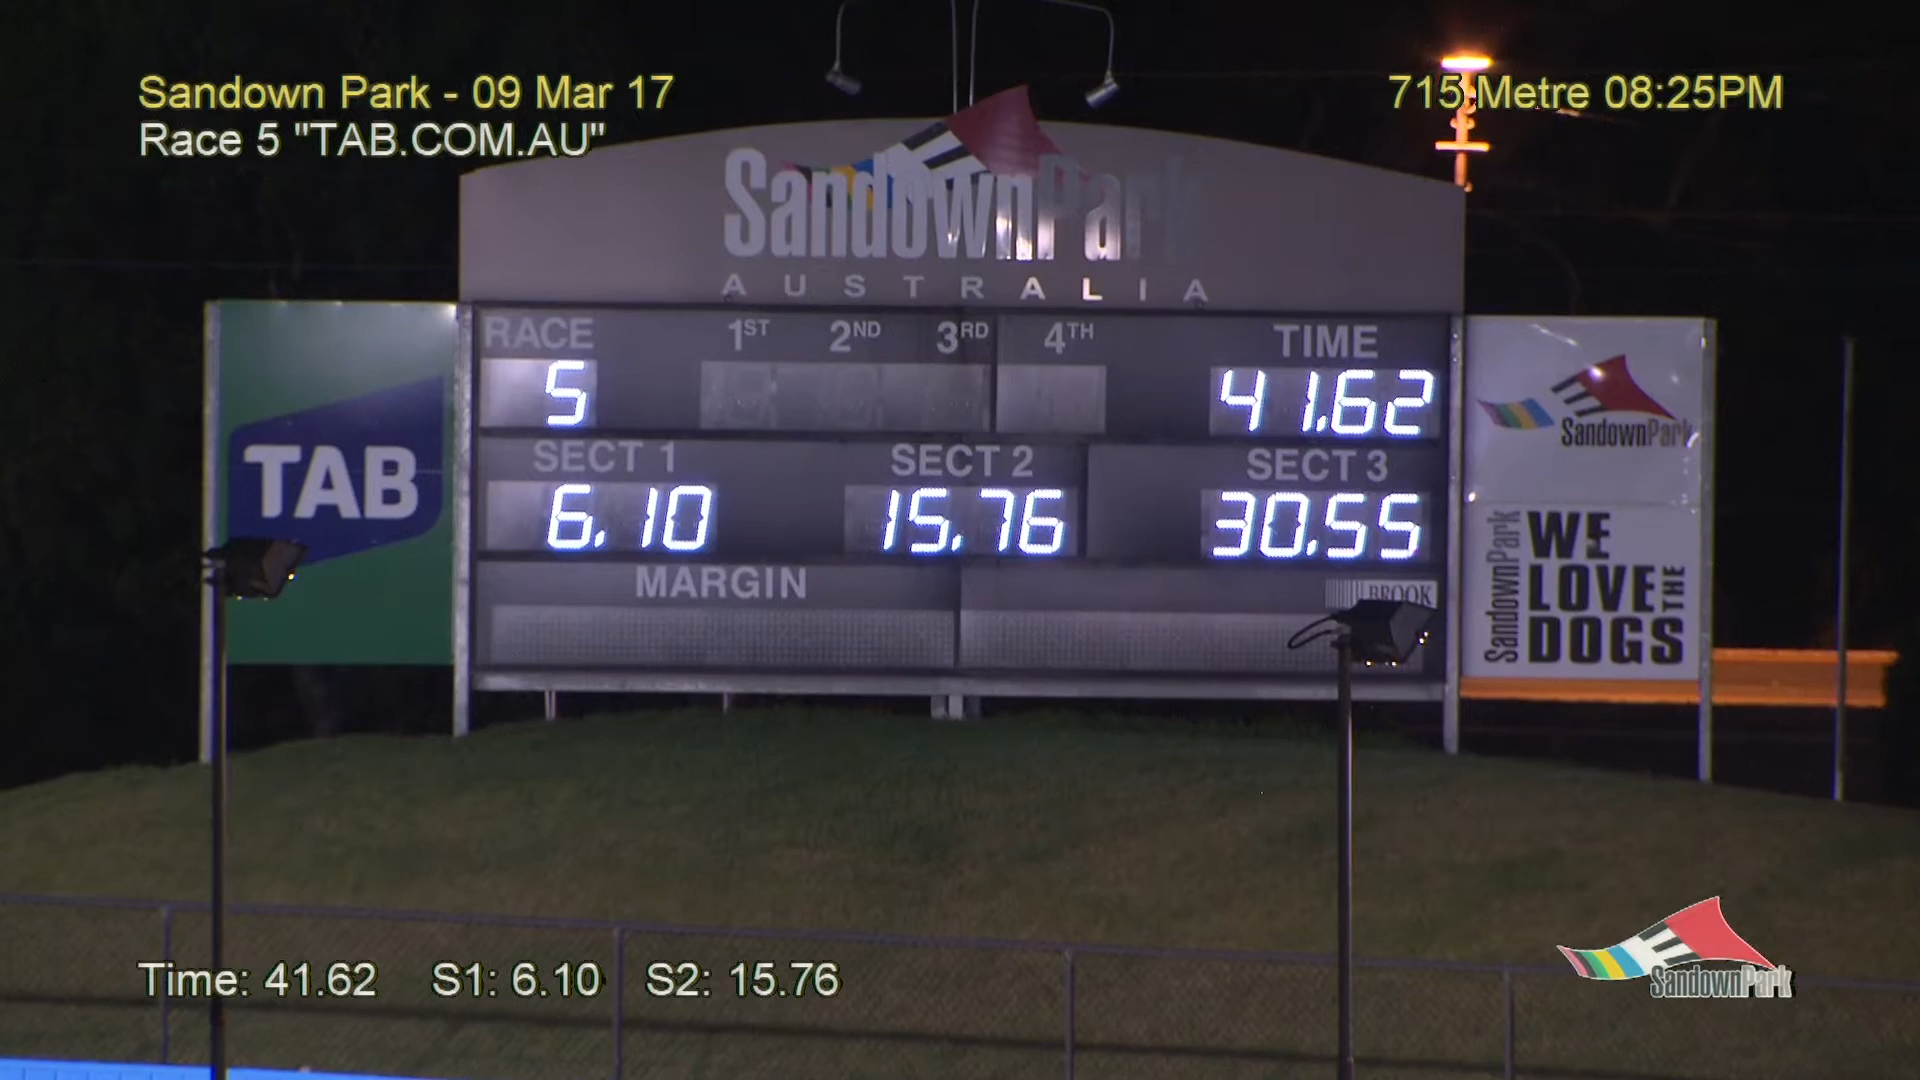 Sandown Park - 09 Mar 17
715 Metre 08:25PM
Race 5 "TAB.COM.AU"
SandownPark
AUSTRALIA
RACE 1ST 2ND 3RD 4TH TIME
5 41.62
SECT 1 SECT 2 SECT 3
6.10 15.76 30.55
MARGIN
BROOK
TAB
SandownPark
SandownPark
WE
LOVE THE
DOGS
Time: 41.62 S1: 6.10 S2: 15.76
SandownPark